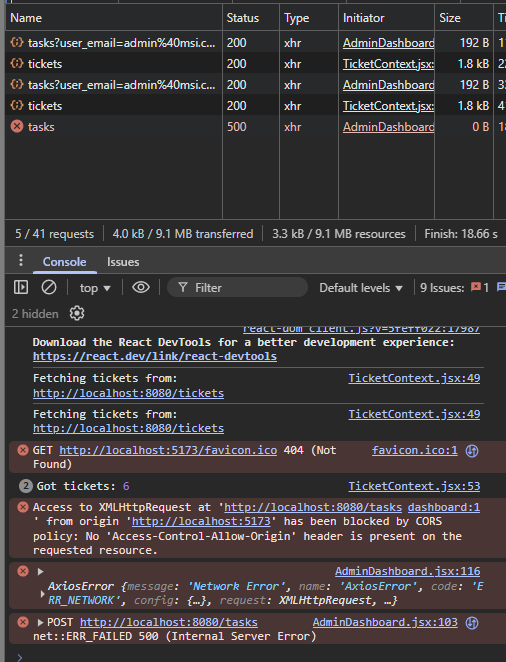 Name Status Type Initiator Size Ti
tasks?user_email=admin%40msi.c... 200 xhr AdminDashboard 192 B 1
tickets 200 xhr TicketContext.jsx: 1.8 kB 2
tasks?user_email=admin%40msi.c... 200 xhr AdminDashboard 192 B 3
tickets 200 xhr TicketContext.jsx: 1.8 kB 4
tasks 500 xhr AdminDashboard 0 B 18
5 / 41 requests 4.0 kB / 9.1 MB transferred 3.3 kB / 9.1 MB resources Finish: 18.66 s
Console Issues
top Filter Default levels 9 Issues: 1
2 hidden
react-dom_client.js?v=5feff022:17987
Download the React DevTools for a better development experience:
https://react.dev/link/react-devtools
Fetching tickets from: TicketContext.jsx:49
http://localhost:8080/tickets
Fetching tickets from: TicketContext.jsx:49
http://localhost:8080/tickets
GET http://localhost:5173/favicon.ico 404 (Not favicon.ico:1
Found)
2 Got tickets: 6 TicketContext.jsx:53
Access to XMLHttpRequest at 'http://localhost:8080/tasks dashboard:1
' from origin 'http://localhost:5173' has been blocked by CORS
policy: No 'Access-Control-Allow-Origin' header is present on the
requested resource.
AdminDashboard.jsx:116
AxiosError {message: 'Network Error', name: 'AxiosError', code: 'E
RR_NETWORK', config: {…}, request: XMLHttpRequest, …}
POST http://localhost:8080/tasks AdminDashboard.jsx:103
net::ERR_FAILED 500 (Internal Server Error)